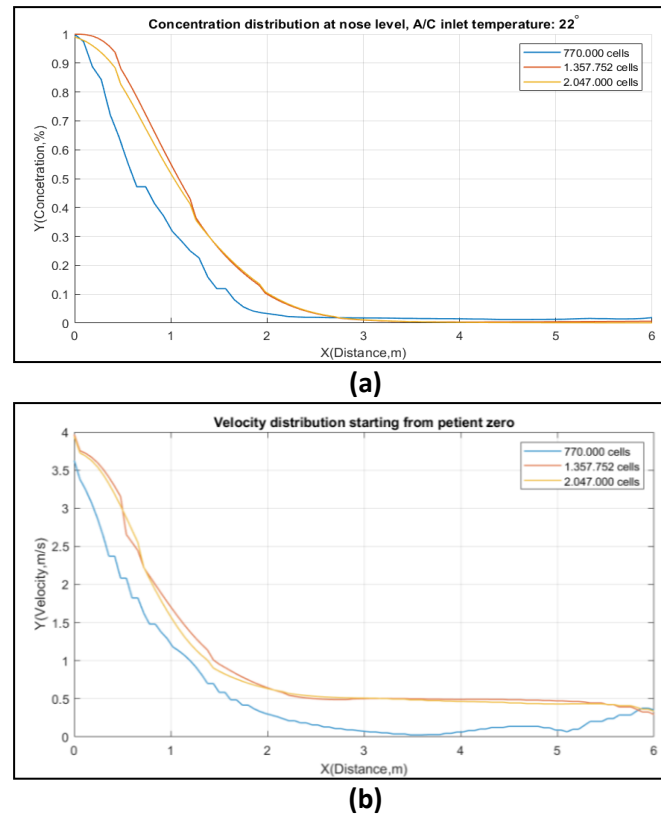 Concentration distribution at nose level, A/C inlet temperature: 22°
770.000 cells
1.357.752 cells
2.047.000 cells
Y(Concetration,%)
1
0.9
0.8
0.7
0.6
0.5
0.4
0.3
0.2
0.1
0
0 1 2 3 4 5 6
X(Distance,m)
(a)
Velocity distribution starting from petient zero
770.000 cells
1.357.752 cells
2.047.000 cells
Y(Velocity,m/s)
4
3.5
3
2.5
2
1.5
1
0.5
0
0 1 2 3 4 5 6
X(Distance,m)
(b)